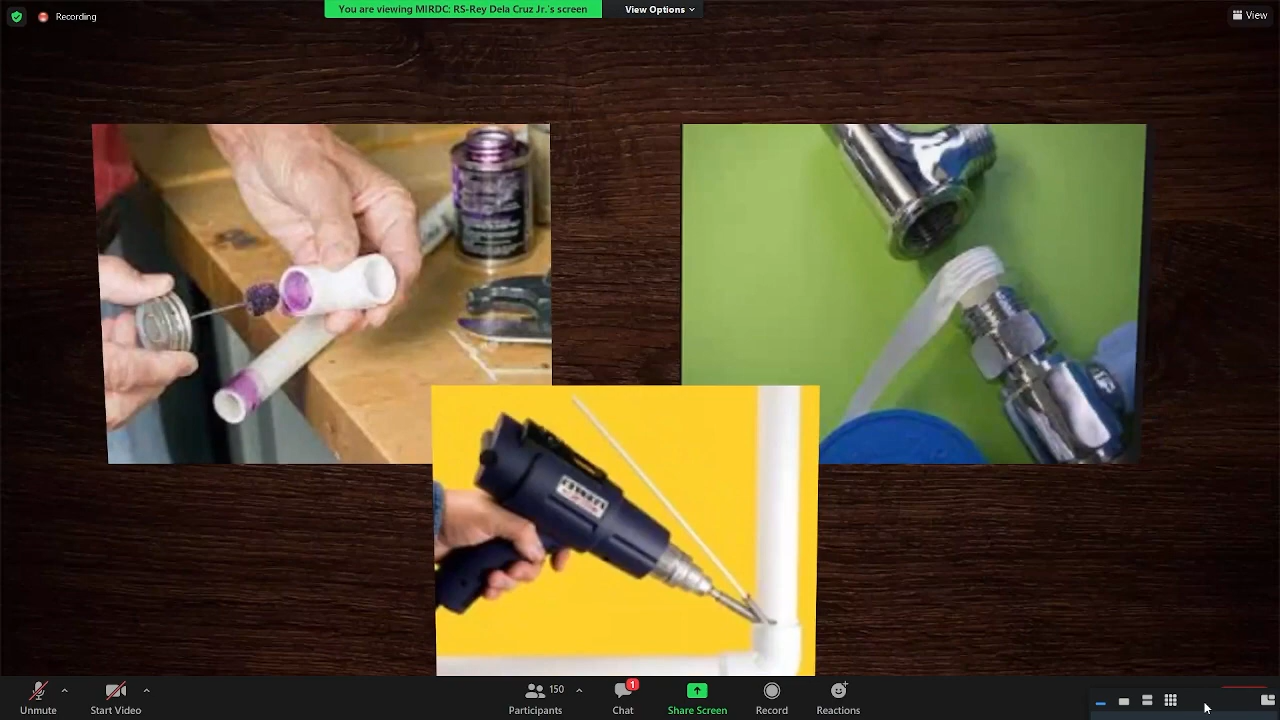 Recording
You are viewing MIRDC: RS-Rey Dela Cruz Jr.'s screen
View Options
View
Unmute
Start Video
150
Participants
1
Chat
Share Screen
Record
Reactions